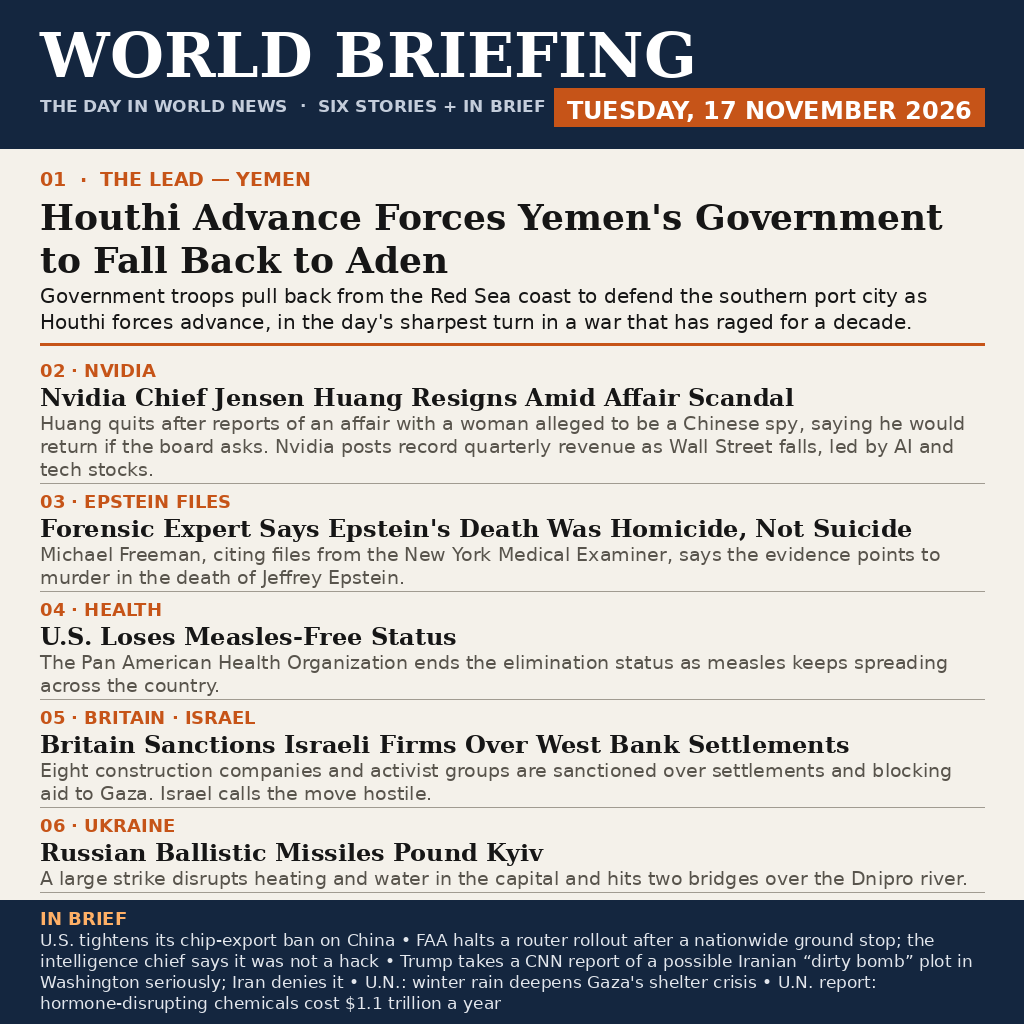 WORLD BRIEFING
THE DAY IN WORLD NEWS · SIX STORIES + IN BRIEF
TUESDAY, 17 NOVEMBER 2026
01 · THE LEAD — YEMEN
Houthi Advance Forces Yemen's Government
to Fall Back to Aden
Government troops pull back from the Red Sea coast to defend the southern port city as
Houthi forces advance, in the day's sharpest turn in a war that has raged for a decade.
02 · NVIDIA
Nvidia Chief Jensen Huang Resigns Amid Affair Scandal
Huang quits after reports of an affair with a woman alleged to be a Chinese spy, saying he would
return if the board asks. Nvidia posts record quarterly revenue as Wall Street falls, led by AI and
tech stocks.
03 · EPSTEIN FILES
Forensic Expert Says Epstein's Death Was Homicide, Not Suicide
Michael Freeman, citing files from the New York Medical Examiner, says the evidence points to
murder in the death of Jeffrey Epstein.
04 · HEALTH
U.S. Loses Measles-Free Status
The Pan American Health Organization ends the elimination status as measles keeps spreading
across the country.
05 · BRITAIN · ISRAEL
Britain Sanctions Israeli Firms Over West Bank Settlements
Eight construction companies and activist groups are sanctioned over settlements and blocking
aid to Gaza. Israel calls the move hostile.
06 · UKRAINE
Russian Ballistic Missiles Pound Kyiv
A large strike disrupts heating and water in the capital and hits two bridges over the Dnipro river.
IN BRIEF
U.S. tightens its chip-export ban on China • FAA halts a router rollout after a nationwide ground stop; the
intelligence chief says it was not a hack • Trump takes a CNN report of a possible Iranian “dirty bomb” plot in
Washington seriously; Iran denies it • U.N.: winter rain deepens Gaza's shelter crisis • U.N. report:
hormone-disrupting chemicals cost $1.1 trillion a year